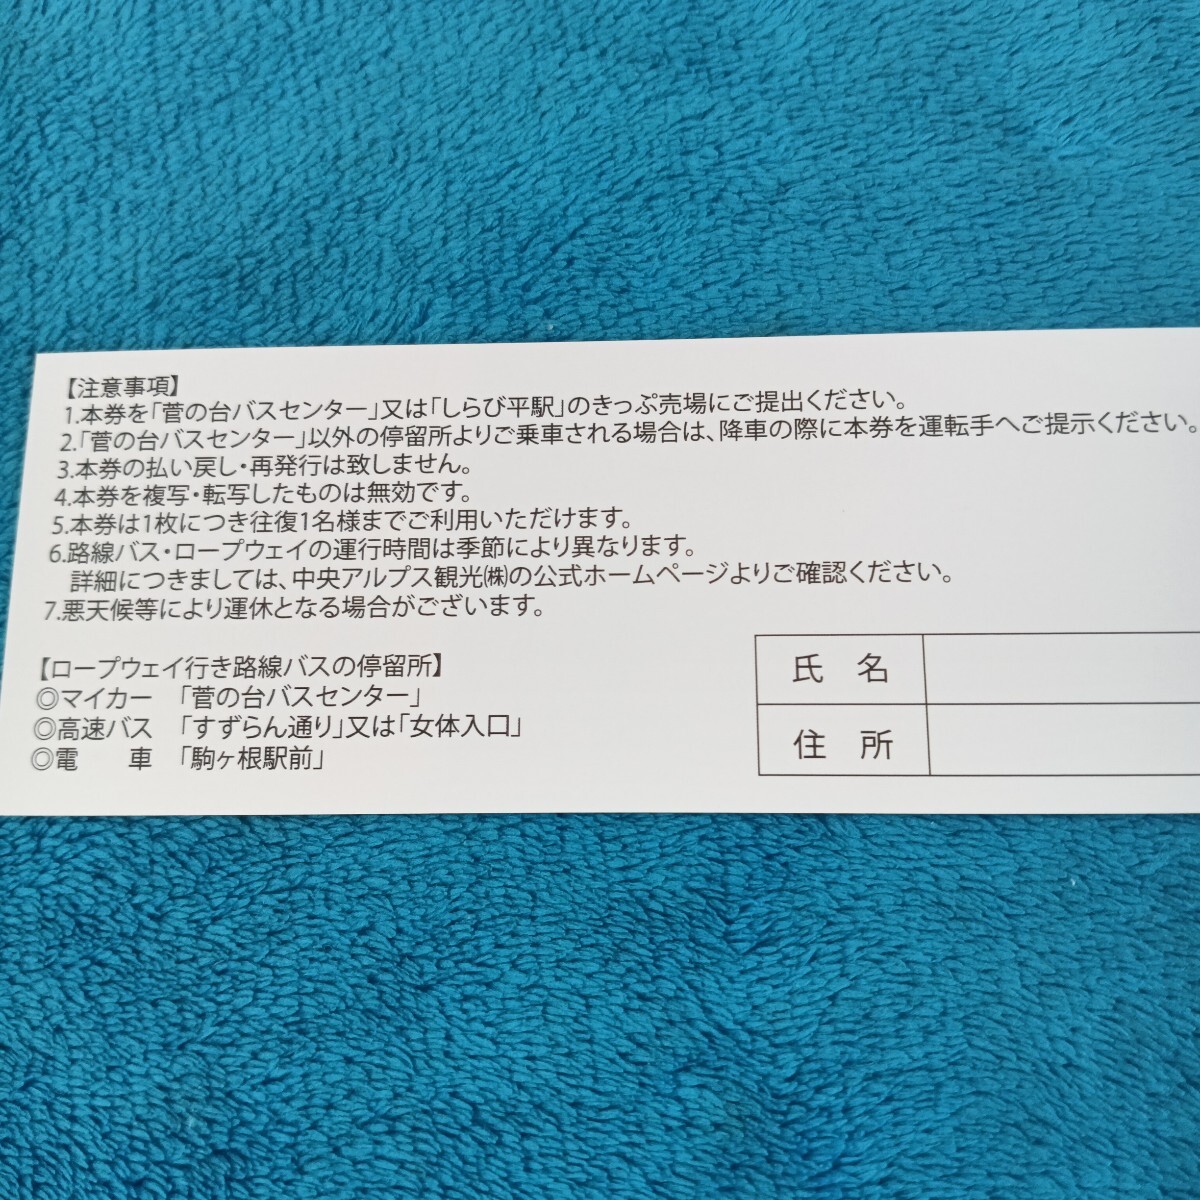 【注意事項】
1.本券を「菅の台バスセンター」又は「しらび平駅」のきっぷ売場にご提出ください。
2.「菅の台バスセンター」以外の停留所よりご乗車される場合は、降車の際に本券を運転手へご提示ください。
3.本券の払い戻し・再発行は致しません。
4.本券を複写・転写したものは無効です。
5.本券は1枚につき往復1名様までご利用いただけます。
6.路線バス・ロープウェイの運行時間は季節により異なります。
詳細につきましては、中央アルプス観光㈱の公式ホームページよりご確認ください。
7.悪天候等により運休となる場合がございます。
【ロープウェイ行き路線バスの停留所】
◎マイカー 「菅の台バスセンター」
◎高速バス 「すずらん通り」又は「女体入口」
◎電　　車 「駒ヶ根駅前」
氏　名
住　所